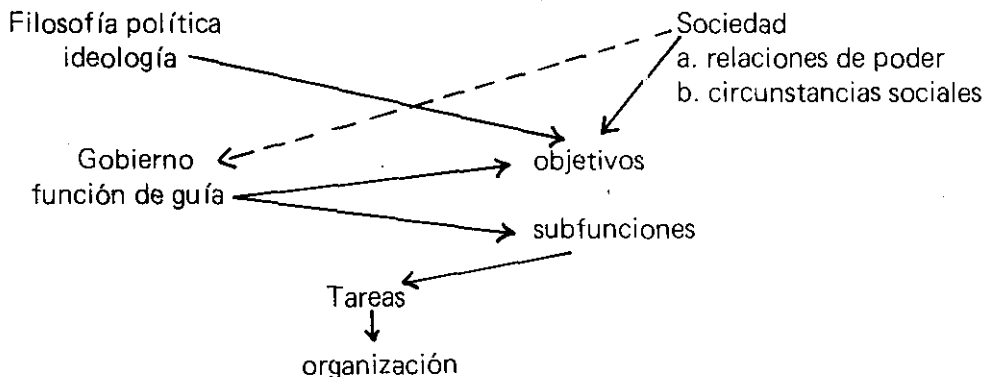 Filosofía política
ideología
Sociedad
a. relaciones de poder
b. circunstancias sociales
Gobierno
función de guía
objetivos
subfunciones
Tareas
organización